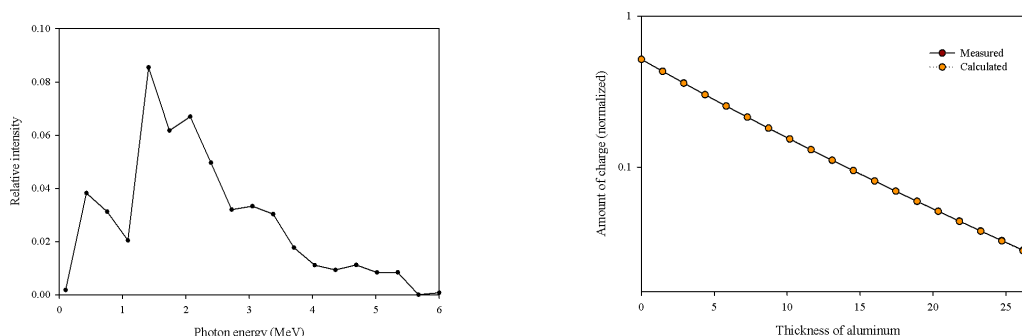 0.10
0.08
0.06
0.04
0.02
0.00
Relative intensity
0 1 2 3 4 5 6
Photon energy (MeV)
1
0.1
Amount of charge (normalized)
Measured
Calculated
0 5 10 15 20 25
Thickness of aluminum